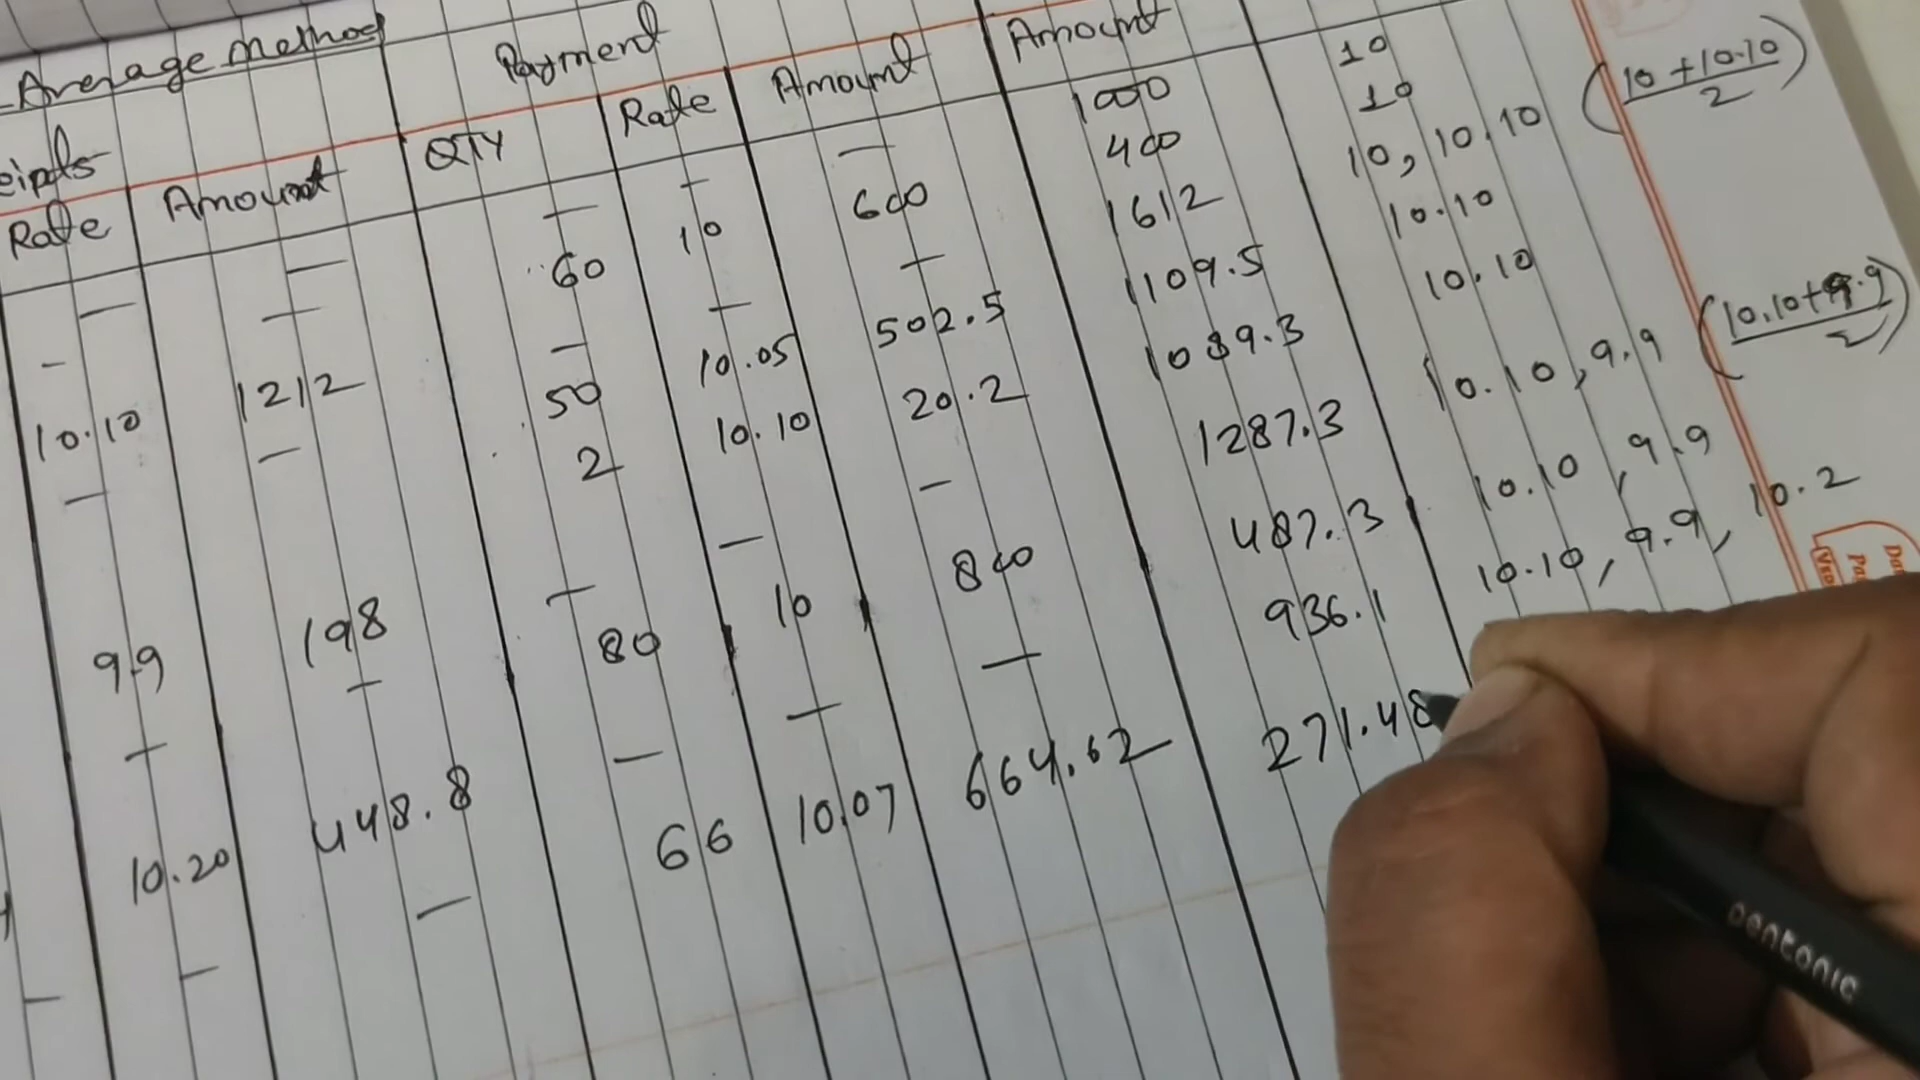 Average Method
eipts Payment Amount
Rate Amount QTY Rate Amount
— — — — — 1000 10
- — 60 10 600 400 10
10.10 1212 — — — 1612 10, 10.10 (10 + 10.10 / 2)
— — 50 10.05 502.5 1109.5 10.10
2 10.10 20.2 1089.3 10.10
9.9 198 — — - 1287.3 10.10, 9.9 (10.10+9.9 / 2)
— — 80 10 800 487.3 10.10, 9.9
10.20 448.8 — — — 936.1 10.10, 9.9, 10.2
— — — 66 10.07 664.62 271.48
Dentonic